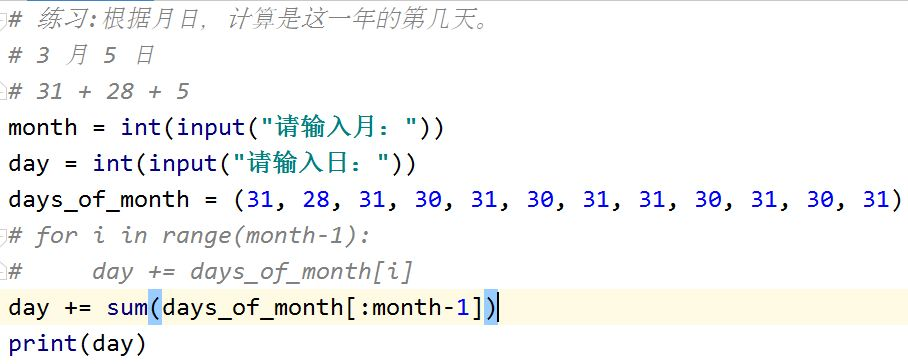 # 练习:根据月日，计算是这一年的第几天。
# 3 月 5 日
# 31 + 28 + 5
month = int(input("请输入月："))
day = int(input("请输入日："))
days_of_month = (31, 28, 31, 30, 31, 30, 31, 31, 30, 31, 30, 31)
# for i in range(month-1):
#     day += days_of_month[i]
day += sum(days_of_month[:month-1])
print(day)